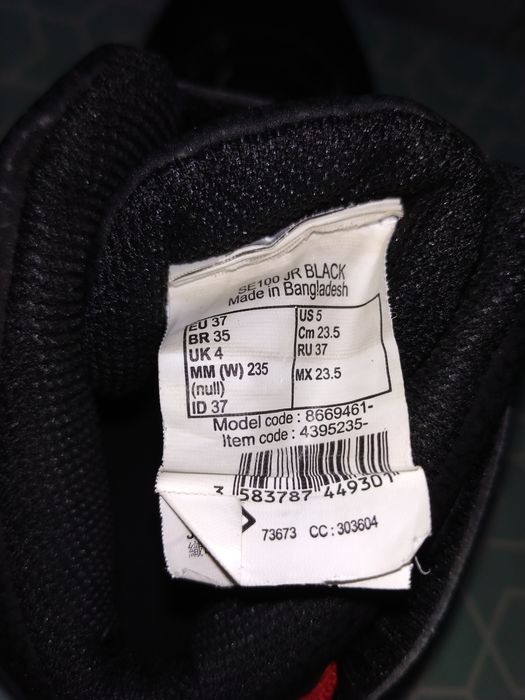 SE100 JR BLACK
Made in Bangladesh
EU 37
BR 35
UK 4
MM (W) 235
(null)
ID 37
US 5
Cm 23.5
RU 37
MX 23.5
Model code : 8669461-
Item code : 4395235-
3 583787 449301
73673 CC : 303604